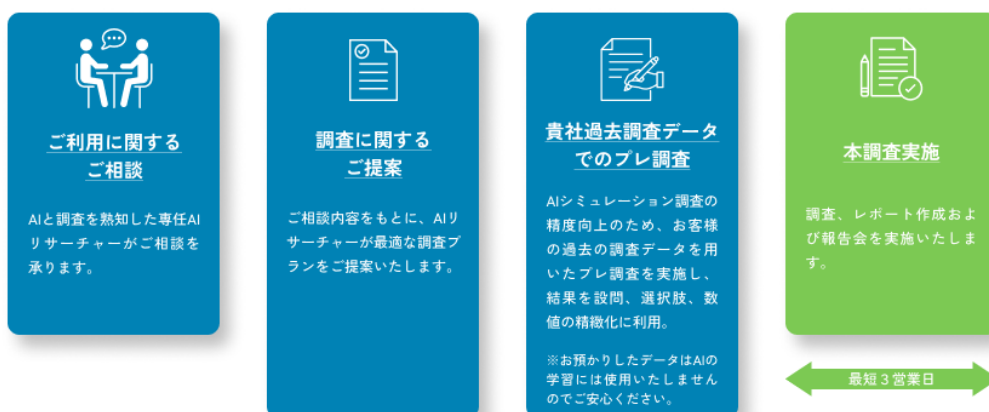 ご利用に関する
ご相談
AIと調査を熟知した専任AI
リサーチャーがご相談を
承ります。
調査に関する
ご提案
ご相談内容をもとに、AIリ
サーチャーが最適な調査プ
ランをご提案いたします。
貴社過去調査データ
でのプレ調査
AIシミュレーション調査の
精度向上のため、お客様
の過去の調査データを用
いたプレ調査を実施し、
結果を設問、選択肢、数
値の精緻化に利用。
※お預かりしたデータはAIの
学習には使用いたしません
のでご安心ください。
本調査実施
調査、レポート作成およ
び報告会を実施いたしま
す。
最短3営業日